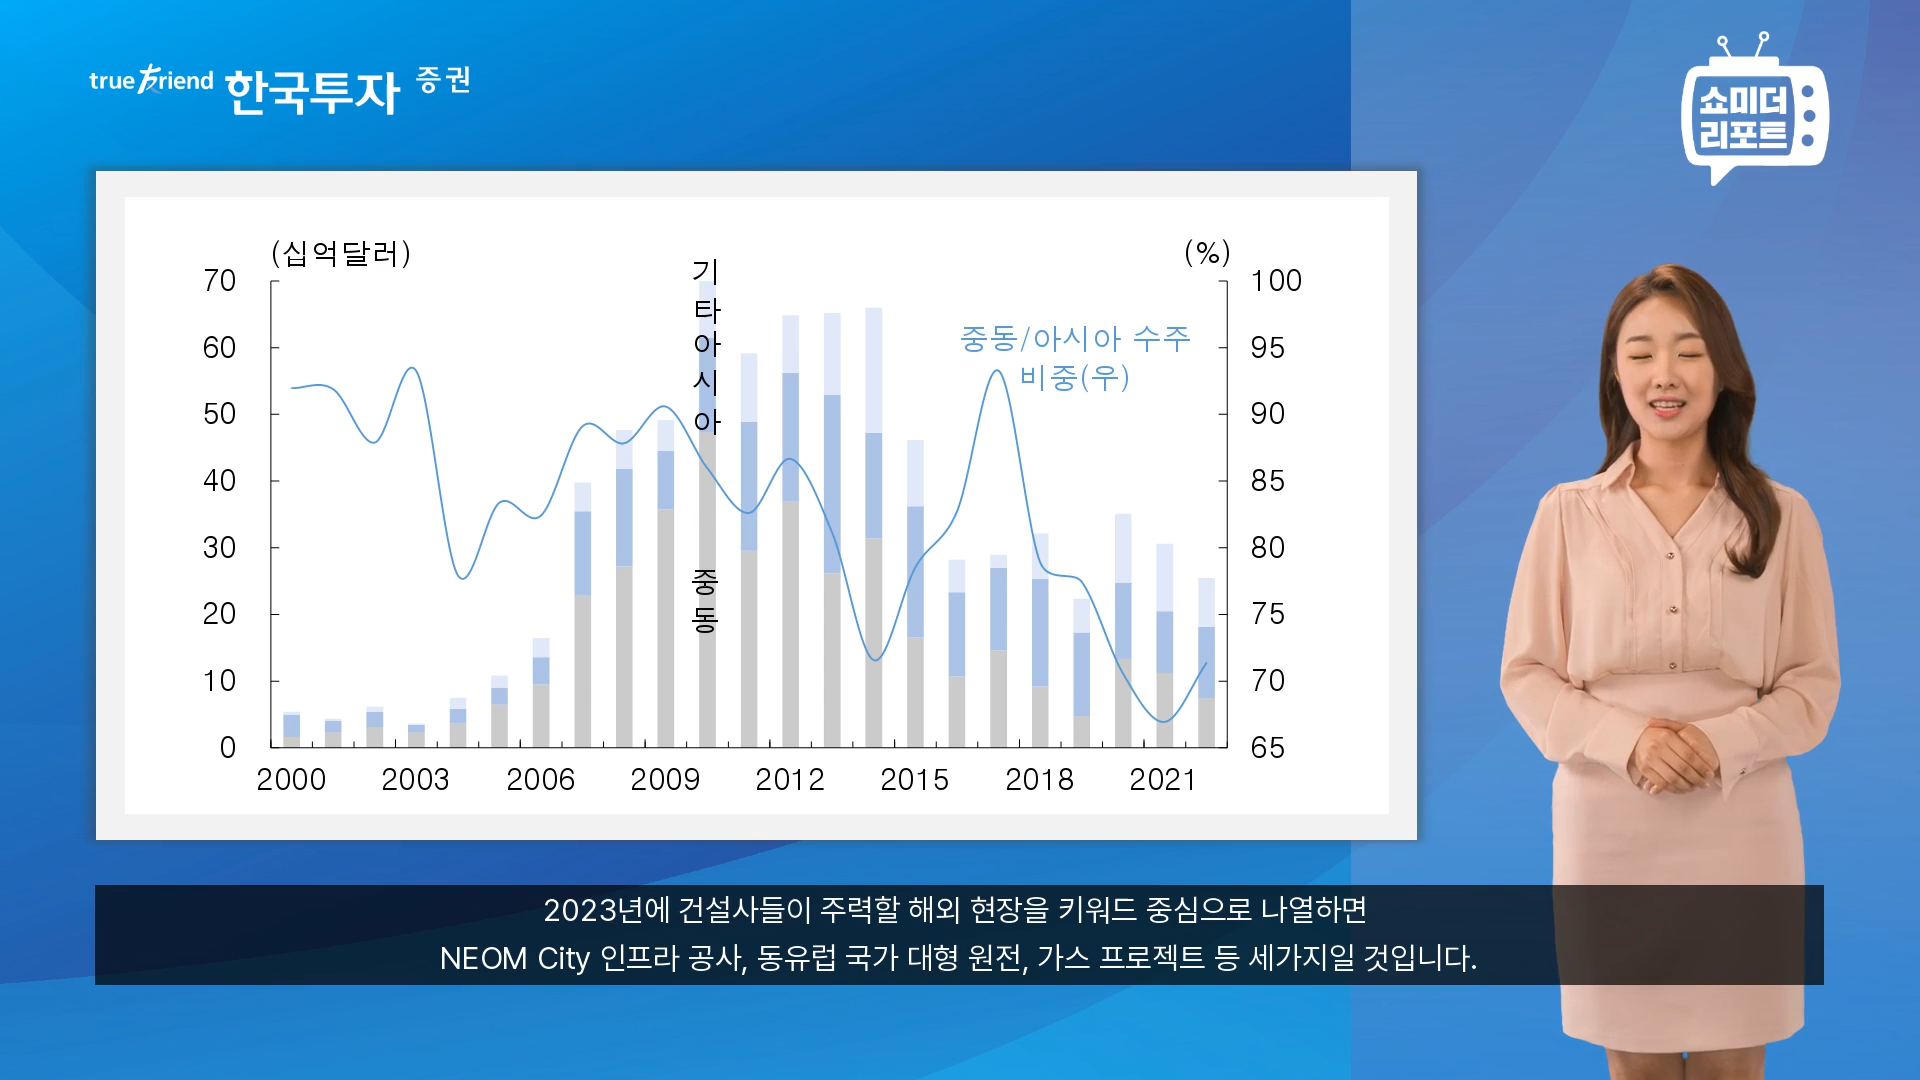 true friend 한국투자 증권
쇼미더
리포트
(십억달러)
(%)
70
60
50
40
30
20
10
0
기타
아시아
중동
중동/아시아 수주
비중(우)
100
95
90
85
80
75
70
65
2000 2003 2006 2009 2012 2015 2018 2021
2023년에 건설사들이 주력할 해외 현장을 키워드 중심으로 나열하면
NEOM City 인프라 공사, 동유럽 국가 대형 원전, 가스 프로젝트 등 세가지일 것입니다.